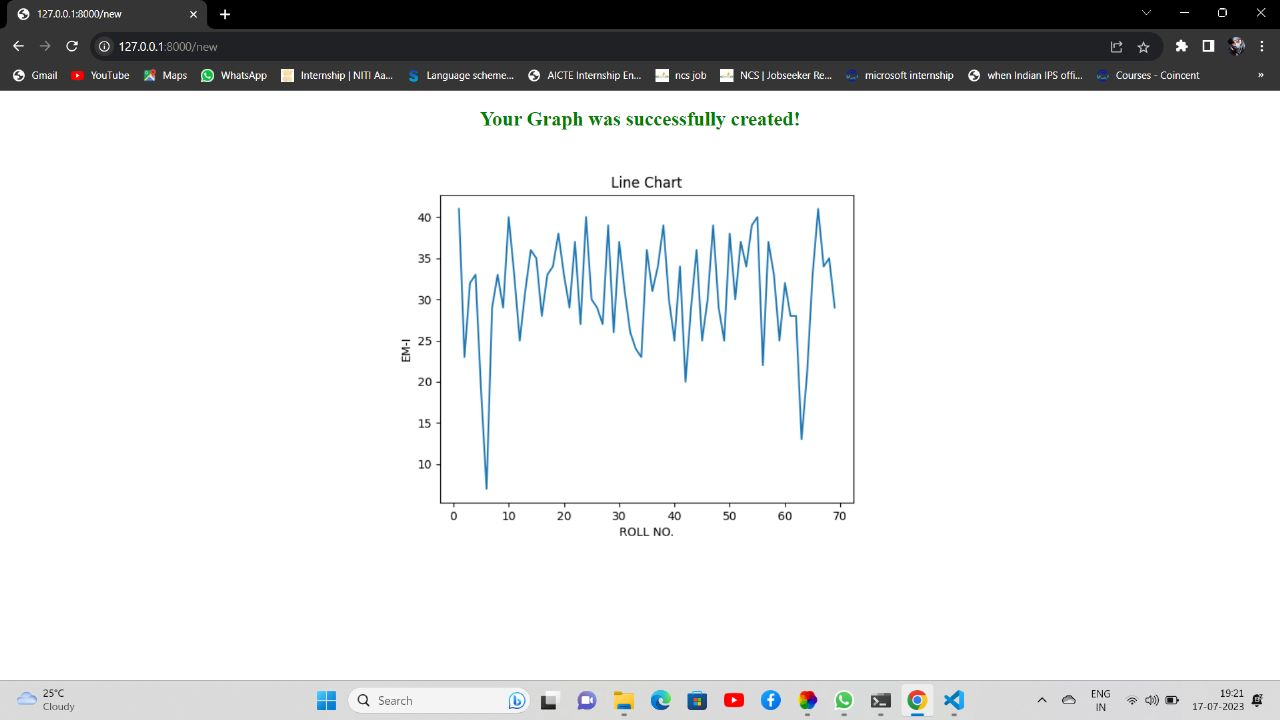 127.0.0.1:8000/new
127.0.0.1:8000/new
Gmail YouTube Maps WhatsApp Internship | NITI Aa... Language scheme... AICTE Internship En... ncs job NCS | JobSeeker Re... microsoft internship when Indian IPS offi... Courses - Coincent »
Your Graph was successfully created!
Line Chart
40
35
30
25
20
15
10
EM-I
0 10 20 30 40 50 60 70
ROLL NO.
25°C
Cloudy
Search
ENG
IN
19:21
17-07-2023